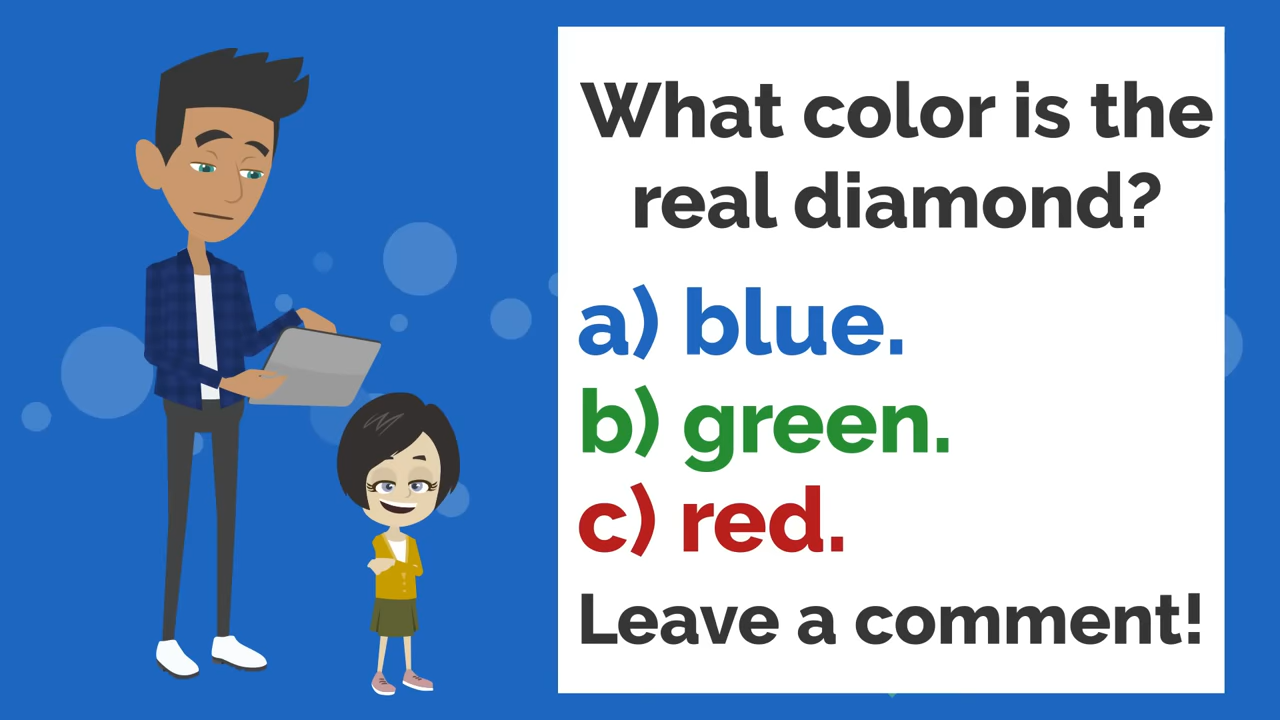 What color is the
real diamond?
a) blue.
b) green.
c) red.
Leave a comment!